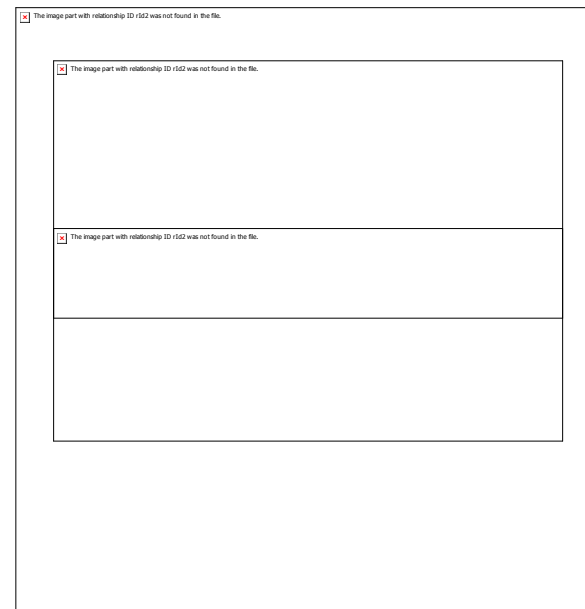 The image part with relationship ID rId2 was not found in the file.
The image part with relationship ID rId2 was not found in the file.
The image part with relationship ID rId2 was not found in the file.